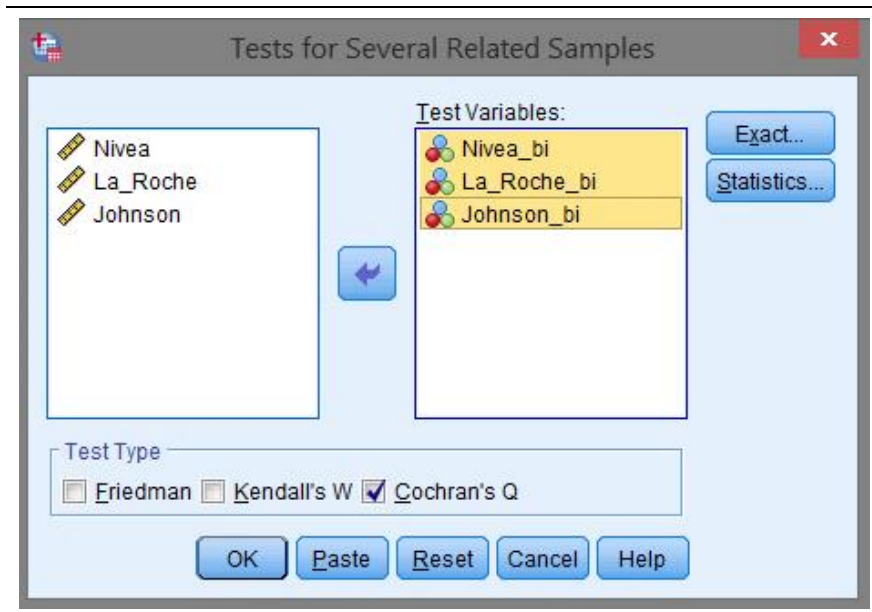 Tests for Several Related Samples
x
Test Variables:
Nivea
La_Roche
Johnson
Nivea_bi
La_Roche_bi
Johnson_bi
Exact...
Statistics...
Test Type
Friedman Kendall's W Cochran's Q
OK Paste Reset Cancel Help